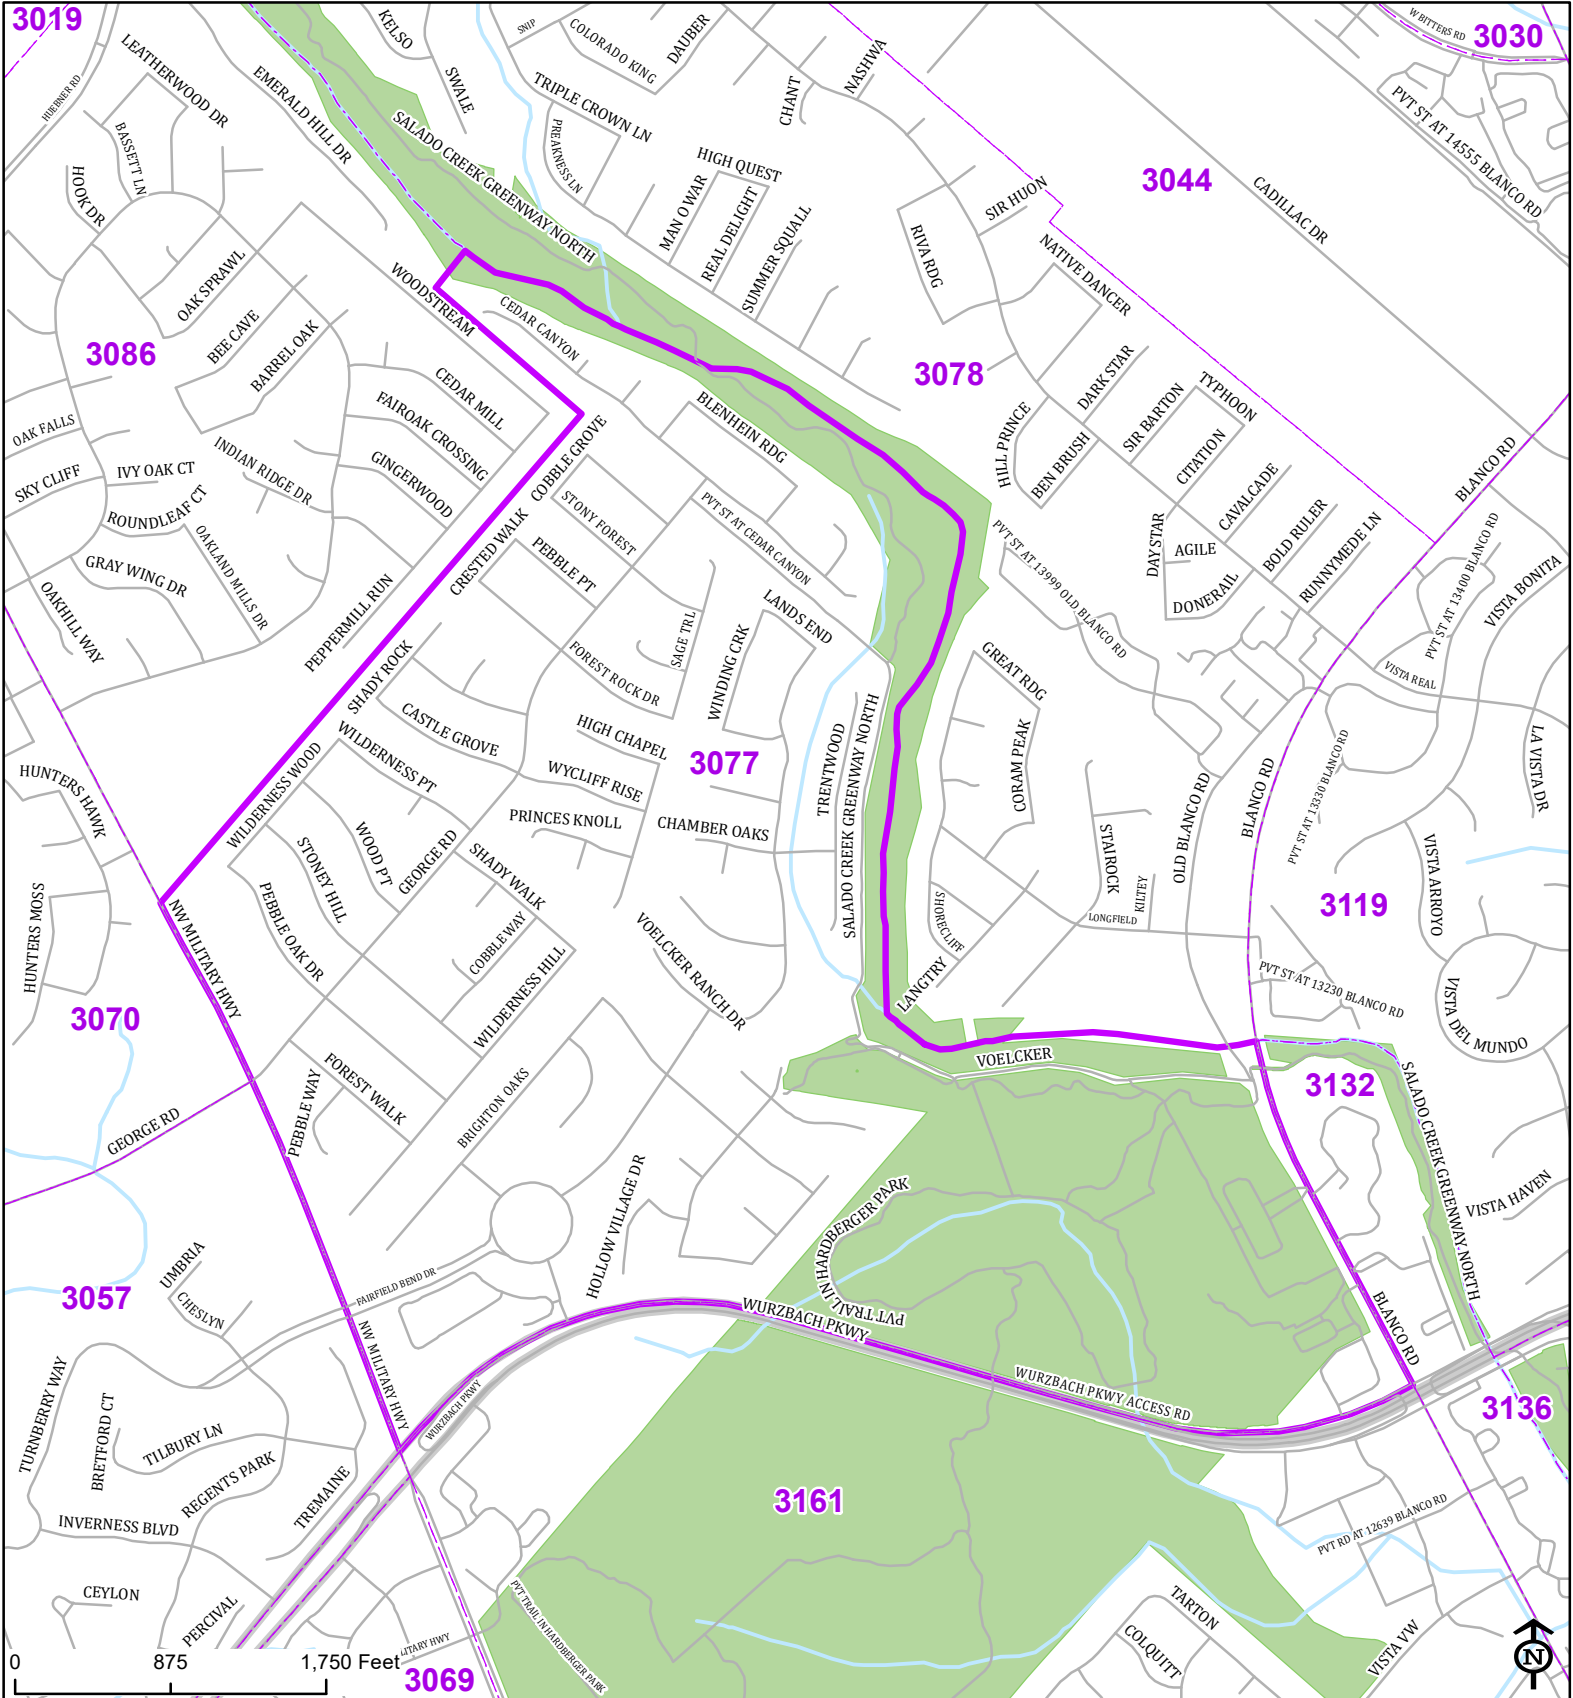 3019
KELSO
SNIP
COLORADO KING
DAUBER
W BITTERS RD
3030
LEATHERWOOD DR
HUEBNER RD
EMERALD HILL DR
SWALE
TRIPLE CROWN LN
CHANT
NASHWA
PVT ST AT 14555 BLANCO RD
BASSETT LN
SALADO CREEK GREENWAY NORTH
PREAKNESS LN
HIGH QUEST
3044
CADILLAC DR
HOOK DR
MAN O WAR
REAL DELIGHT
SUMMER SQUALL
SIR HUON
RIVA RDG
NATIVE DANCER
OAK SPRAWL
WOODSTREAM
BEE CAVE
BARREL OAK
CEDAR CANYON
3086
3078
DARK STAR
SIR BARTON
TYPHOON
CEDAR MILL
FAIROAK CROSSING
BLENHEIN RDG
HILL PRINCE
BEN BRUSH
CITATION
OAK FALLS
COBBLE GROVE
INDIAN RIDGE DR
GINGERWOOD
SKY CLIFF
IVY OAK CT
BLANCO RD
CAVALCADE
ROUNDLEAF CT
STONY FOREST
PVT ST AT CEDAR CANYON
BOLD RULER
RUNNYMEDE LN
OAKLAND MILLS DR
CRESTED WALK
PEBBLE PT
PVT ST AT 13999 OLD BLANCO RD
DAY STAR
AGILE
DONERAIL
PVT ST AT 13400 BLANCO RD
VISTA BONITA
GRAY WING DR
OAKHILL WAY
PEPPERMILL RUN
LANDS END
SAGE TRL
WINDING CRK
FOREST ROCK DR
SHADY ROCK
GREAT RDG
VISTA REAL
CASTLE GROVE
HIGH CHAPEL
3077
TRENTWOOD
SALADO CREEK GREENWAY NORTH
CORAM PEAK
WILDERNESS WOOD
WILDERNESS PT
WYCLIFF RISE
OLD BLANCO RD
BLANCO RD
PVT ST AT 13330 BLANCO RD
LA VISTA DR
HUNTERS HAWK
PRINCES KNOLL
CHAMBER OAKS
WOOD PT
GEORGE RD
STONEY HILL
SHADY WALK
STAIROCK
KILTEY
LONGFIELD
VISTA ARROYO
3119
HUNTERS MOSS
NW MILITARY HWY
PEBBLE OAK DR
COBBLE WAY
VOELCKER RANCH DR
SHORECLIFF
LANGTRY
PVT ST AT 13230 BLANCO RD
WILDERNESS HILL
VISTA DEL MUNDO
3070
VOELCKER
3132
SALADO CREEK GREENWAY NORTH
FOREST WALK
PEBBLE WAY
BRIGHTON OAKS
GEORGE RD
HOLLOW VILLAGE DR
PVT TRAIL IN HARDBERGER PARK
VISTA HAVEN
UMBRIA
CHESLYN
3057
FAIRFIELD BEND DR
WURZBACH PKWY
BLANCO RD
NW MILITARY HWY
WURZBACH PKWY
WURZBACH PKWY ACCESS RD
TURNBERRY WAY
BRETFORD CT
TILBURY LN
REGENTS PARK
TREMAINE
3136
3161
INVERNESS BLVD
PVT RD AT 12639 BLANCO RD
CEYLON
PERCIVAL
PVT TRAIL IN HARDBERGER PARK
TARTON
COLQUITT
VISTA VW
LITARY HWY
3069
0 875 1,750 Feet
N